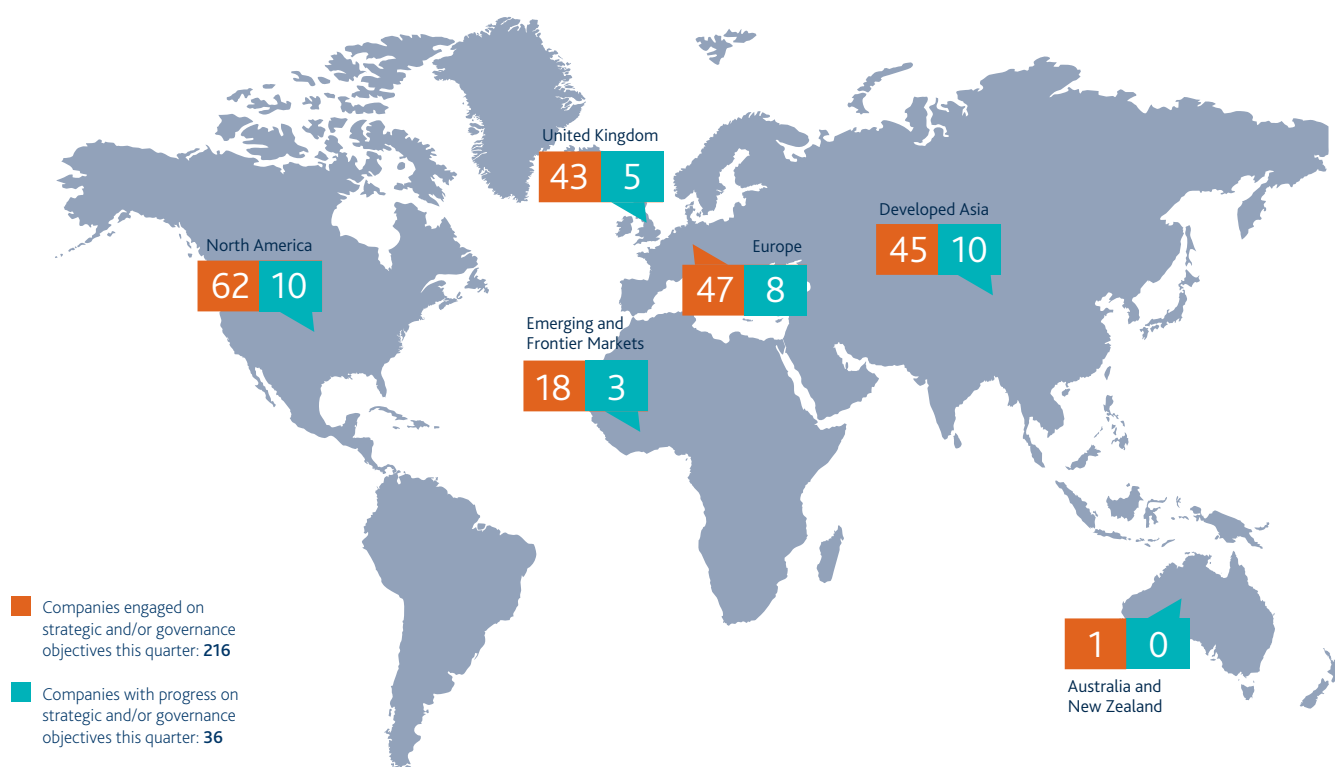 United Kingdom
43 5
Developed Asia
45 10
North America
62 10
Europe
47 8
Emerging and
Frontier Markets
18 3
Companies engaged on
strategic and/or governance
objectives this quarter: 216
Companies with progress on
strategic and/or governance
objectives this quarter: 36
1 0
Australia and
New Zealand